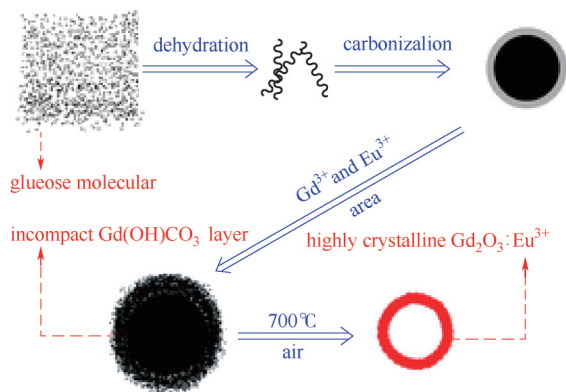 dehydration
carbonizalion
glueose molecular
Gd³⁺ and Eu³⁺
area
incompact Gd(OH)CO₃ layer
highly crystalline Gd₂O₃:Eu³⁺
700℃
air